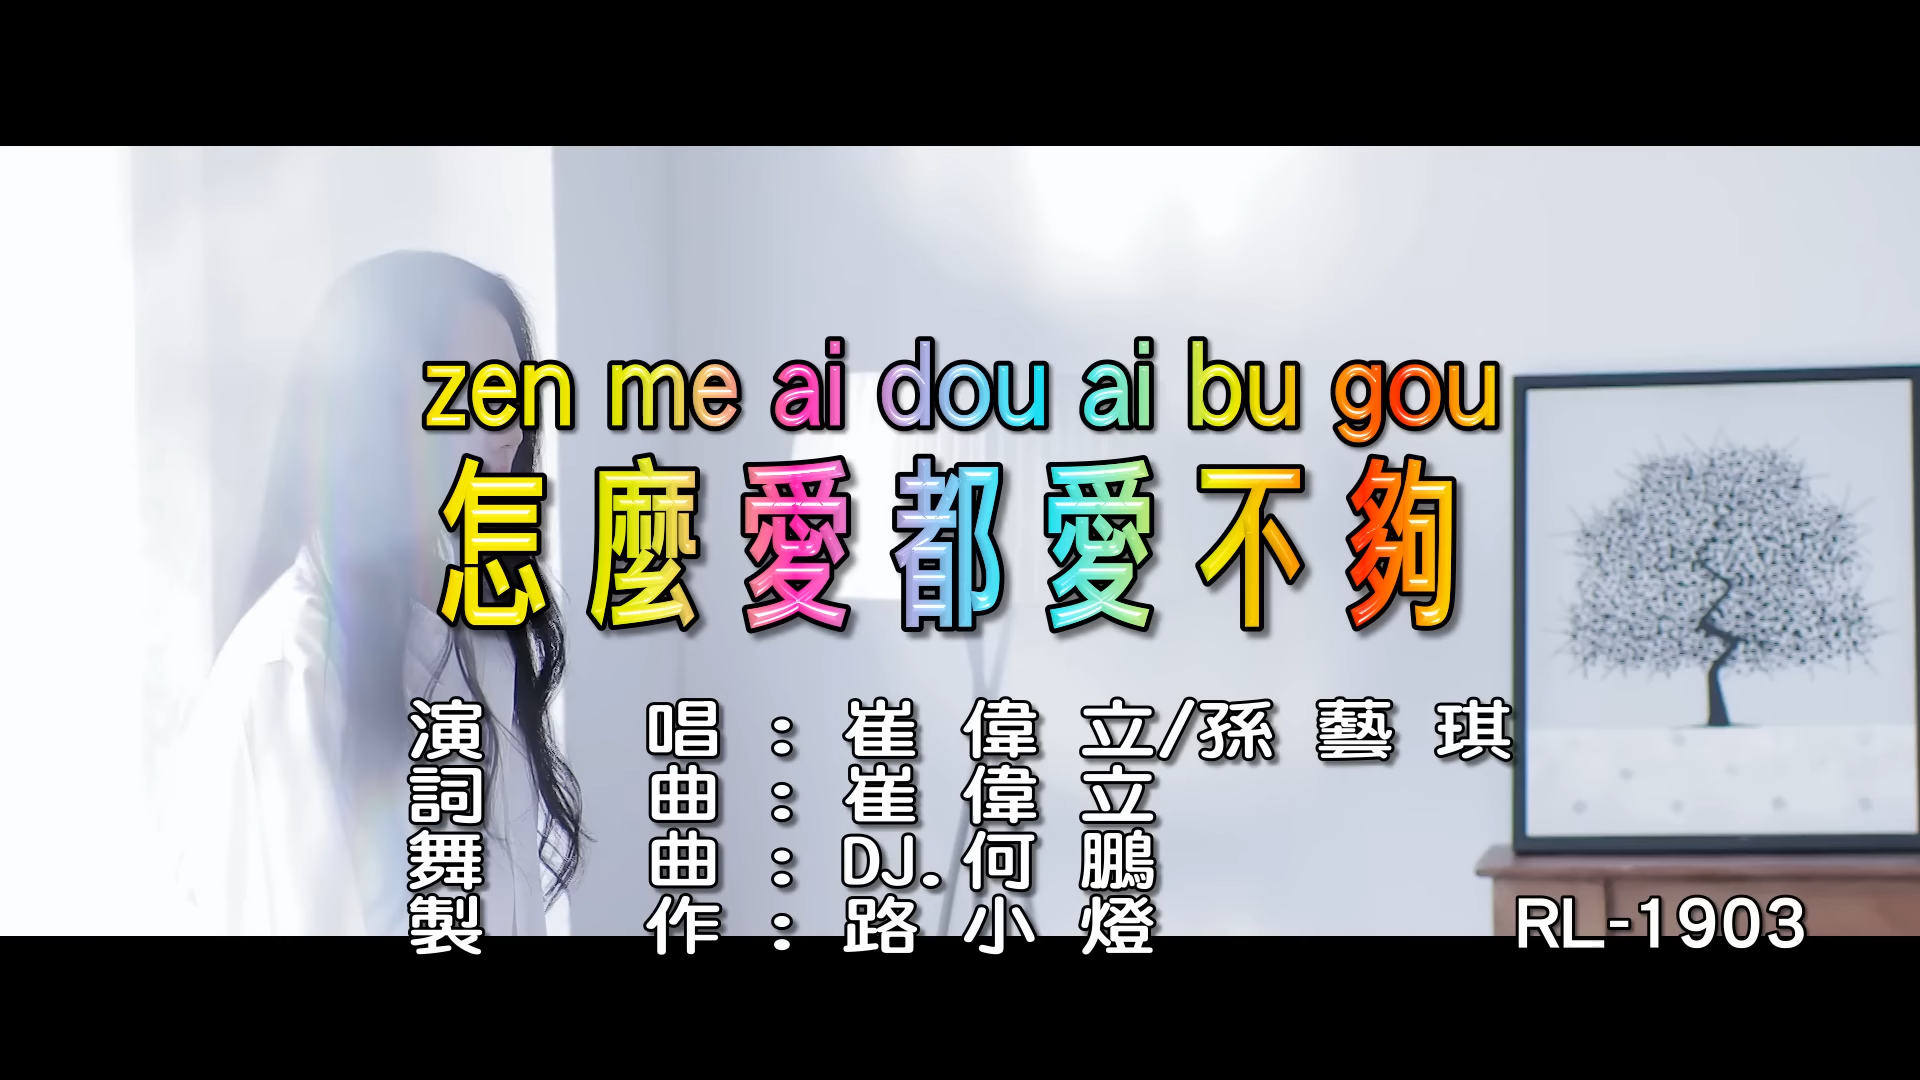 zen me ai dou ai bu gou
怎麼愛都愛不夠
演 唱：崔偉立/孫藝琪
詞 曲：崔偉立
舞 曲：DJ.何鵬
製 作：路小燈
RL-1903